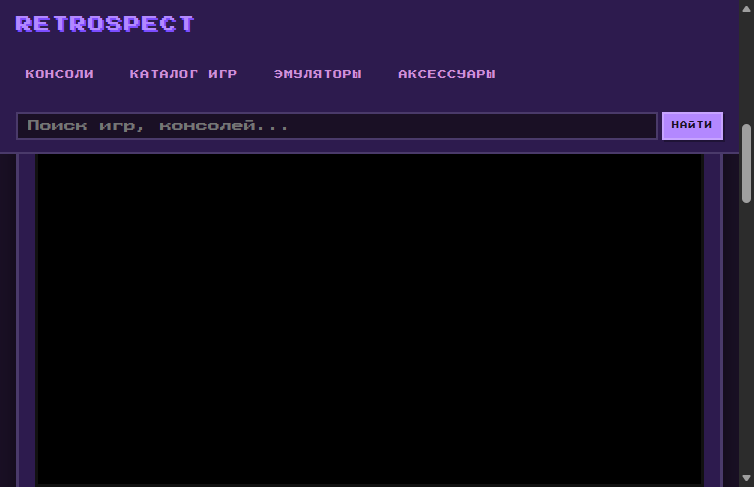 RETROSPECT
КОНСОЛИ КАТАЛОГ ИГР ЭМУЛЯТОРЫ АКСЕССУАРЫ
Поиск игр, консолей...
НАЙТИ